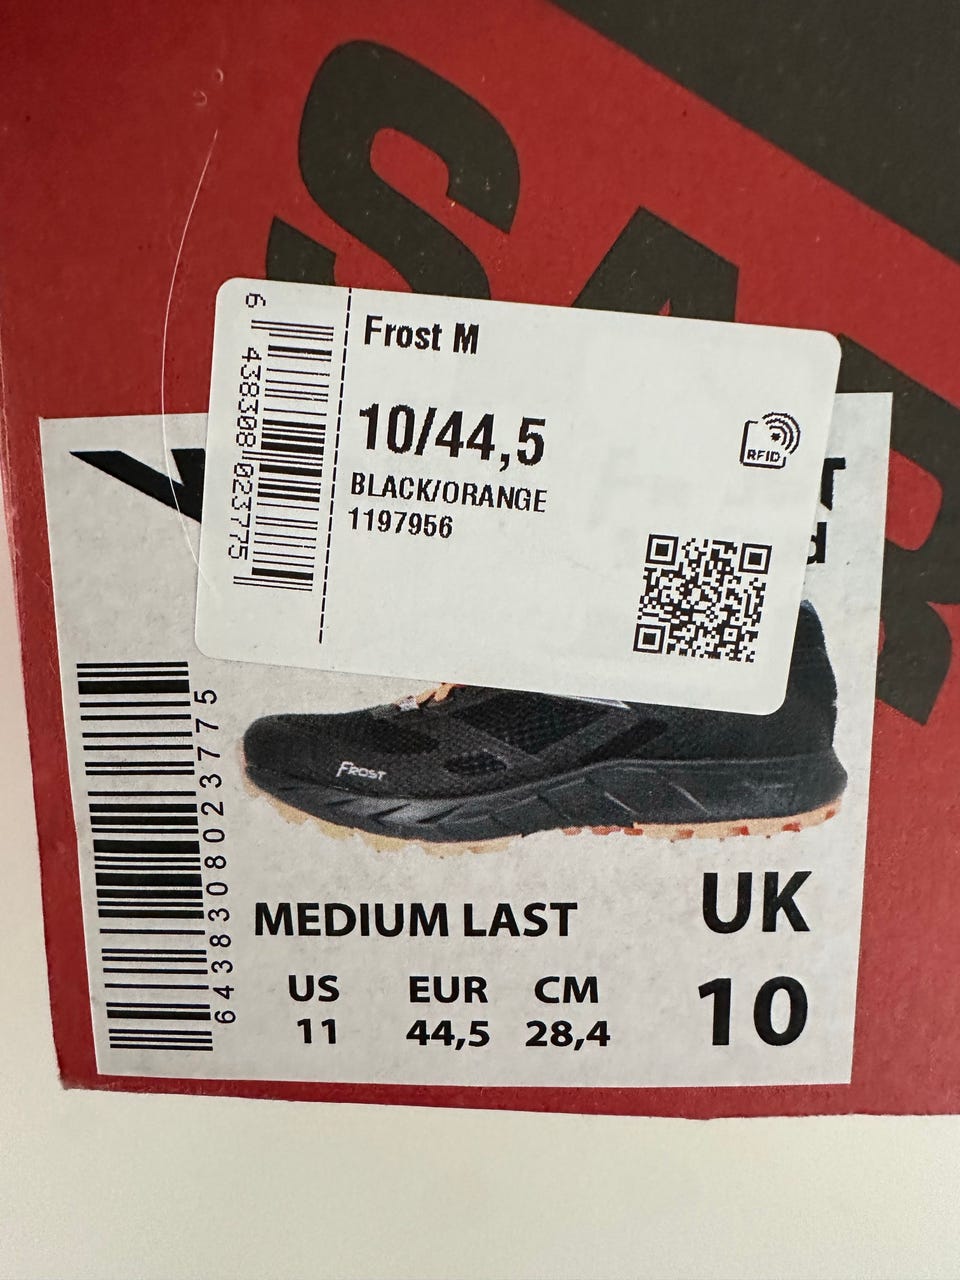 Frost M
10/44,5
BLACK/ORANGE
1197956
RFID
6 438308 023775
FROST
6438308023775
MEDIUM LAST
UK
10
US EUR CM
11 44,5 28,4